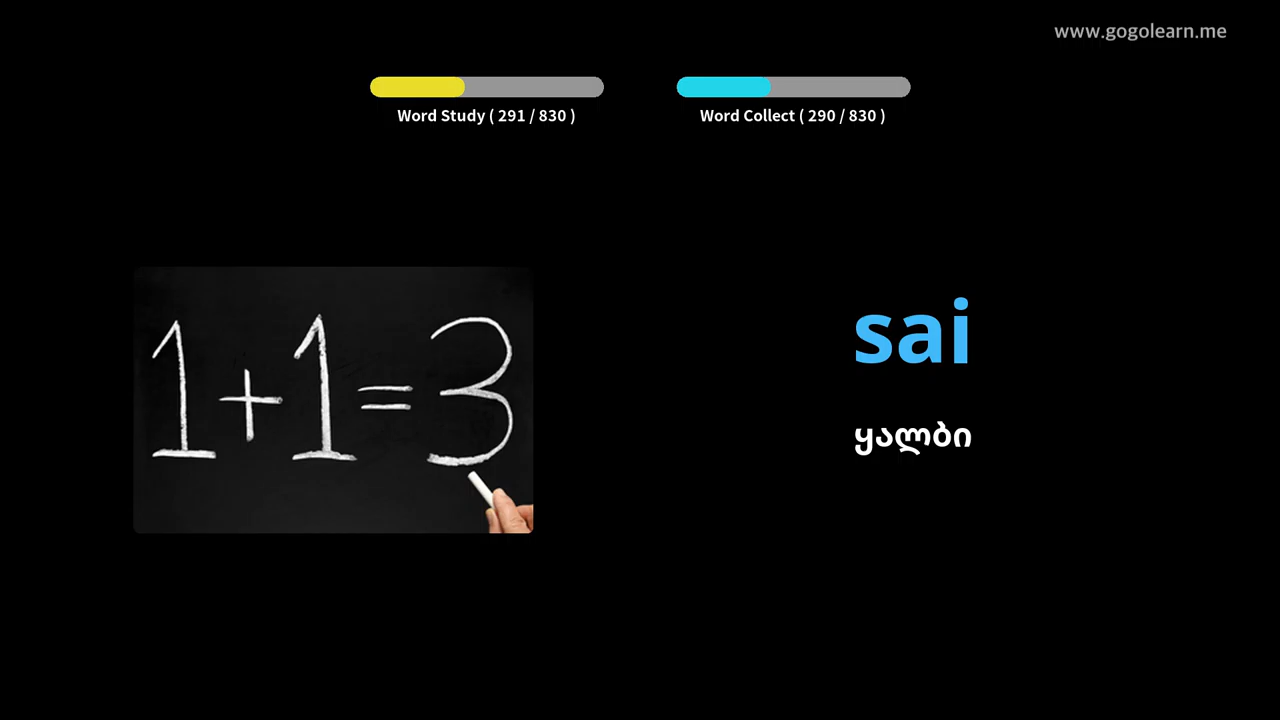 www.gogolearn.me
Word Study ( 291 / 830 )
Word Collect ( 290 / 830 )
1+1=3
sai
ყალბი